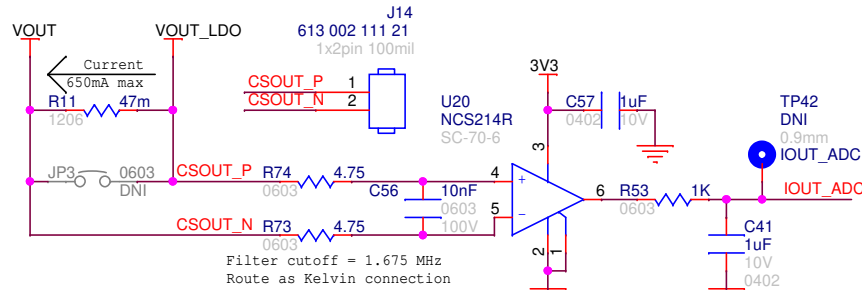 J14
613 002 111 21
1x2pin 100mil
VOUT
VOUT_LDO
Current
650mA max
R11
47m
1206
CSOUT_P
1
CSOUT_N
2
3V3
U20
NCS214R
SC-70-6
C57
1uF
0402
10V
TP42
DNI
0.9mm
IOUT_ADC
JP3
0603
DNI
CSOUT_P
R74
4.75
0603
C56
10nF
0603
100V
4
+
5
−
3
6
2
1
R53
1K
0603
IOUT_ADC
C41
1uF
10V
0402
CSOUT_N
R73
4.75
0603
Filter cutoff = 1.675 MHz
Route as Kelvin connection